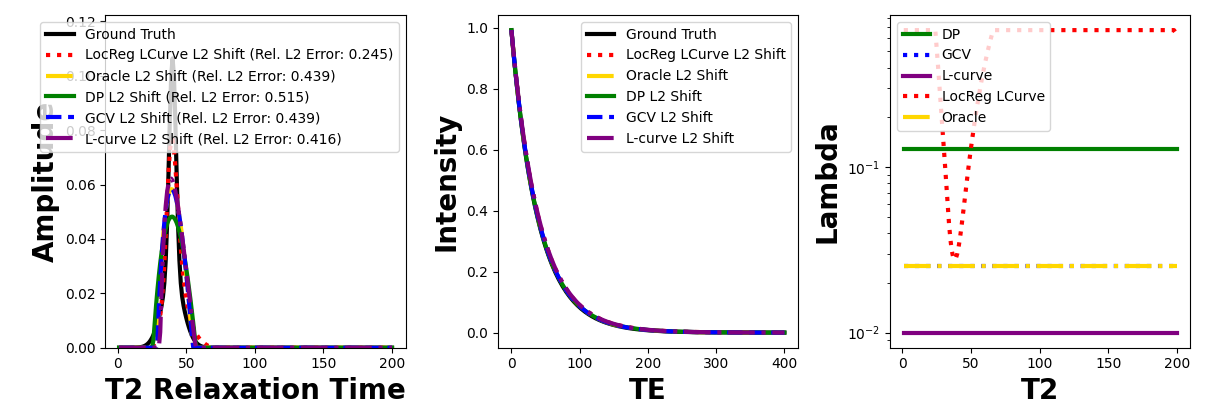 Ground Truth
LocReg LCurve L2 Shift (Rel. L2 Error: 0.245)
Oracle L2 Shift (Rel. L2 Error: 0.439)
DP L2 Shift (Rel. L2 Error: 0.515)
GCV L2 Shift (Rel. L2 Error: 0.439)
L-curve L2 Shift (Rel. L2 Error: 0.416)
0.12
0.08
0.06
0.04
0.02
0.00
Amplitude
0 50 100 150 200
T2 Relaxation Time
Ground Truth
LocReg LCurve L2 Shift
Oracle L2 Shift
DP L2 Shift
GCV L2 Shift
L-curve L2 Shift
1.0
0.8
0.6
0.4
0.2
0.0
Intensity
0 100 200 300 400
TE
DP
GCV
L-curve
LocReg LCurve
Oracle
10⁻¹
10⁻²
Lambda
0 50 100 150 200
T2